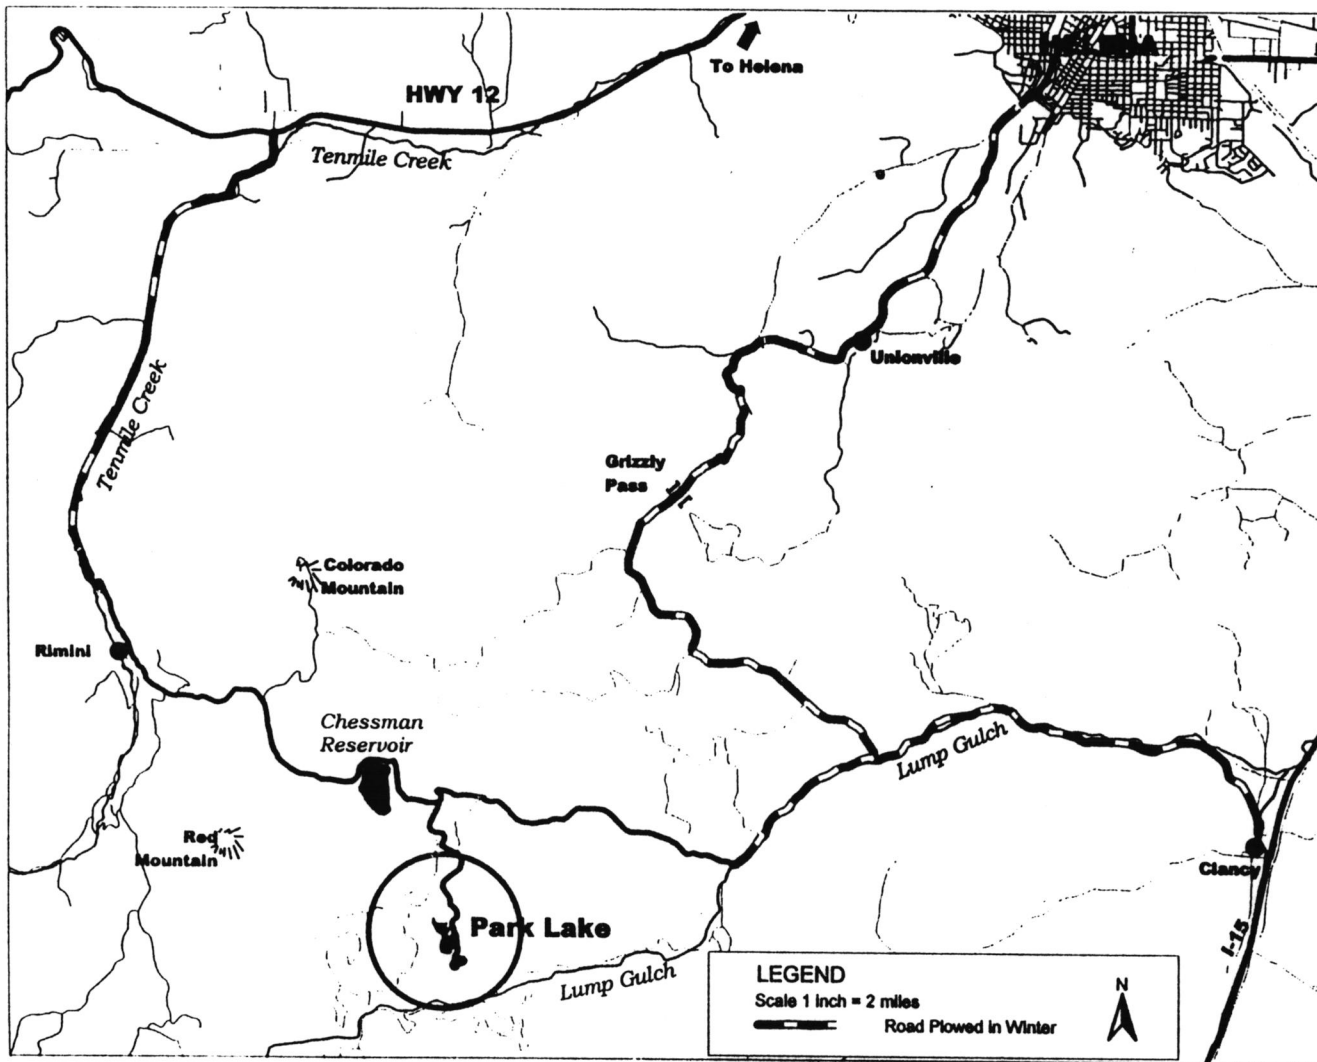 To Helena
HWY 12
Tenmile Creek
Unionville
Tenmile Creek
Grizzly
Pass
Colorado
Mountain
Rimini
Chessman
Reservoir
Lump Gulch
Red
Mountain
Clancy
Park Lake
I-15
Lump Gulch
LEGEND
Scale 1 inch = 2 miles
Road Plowed in Winter
N